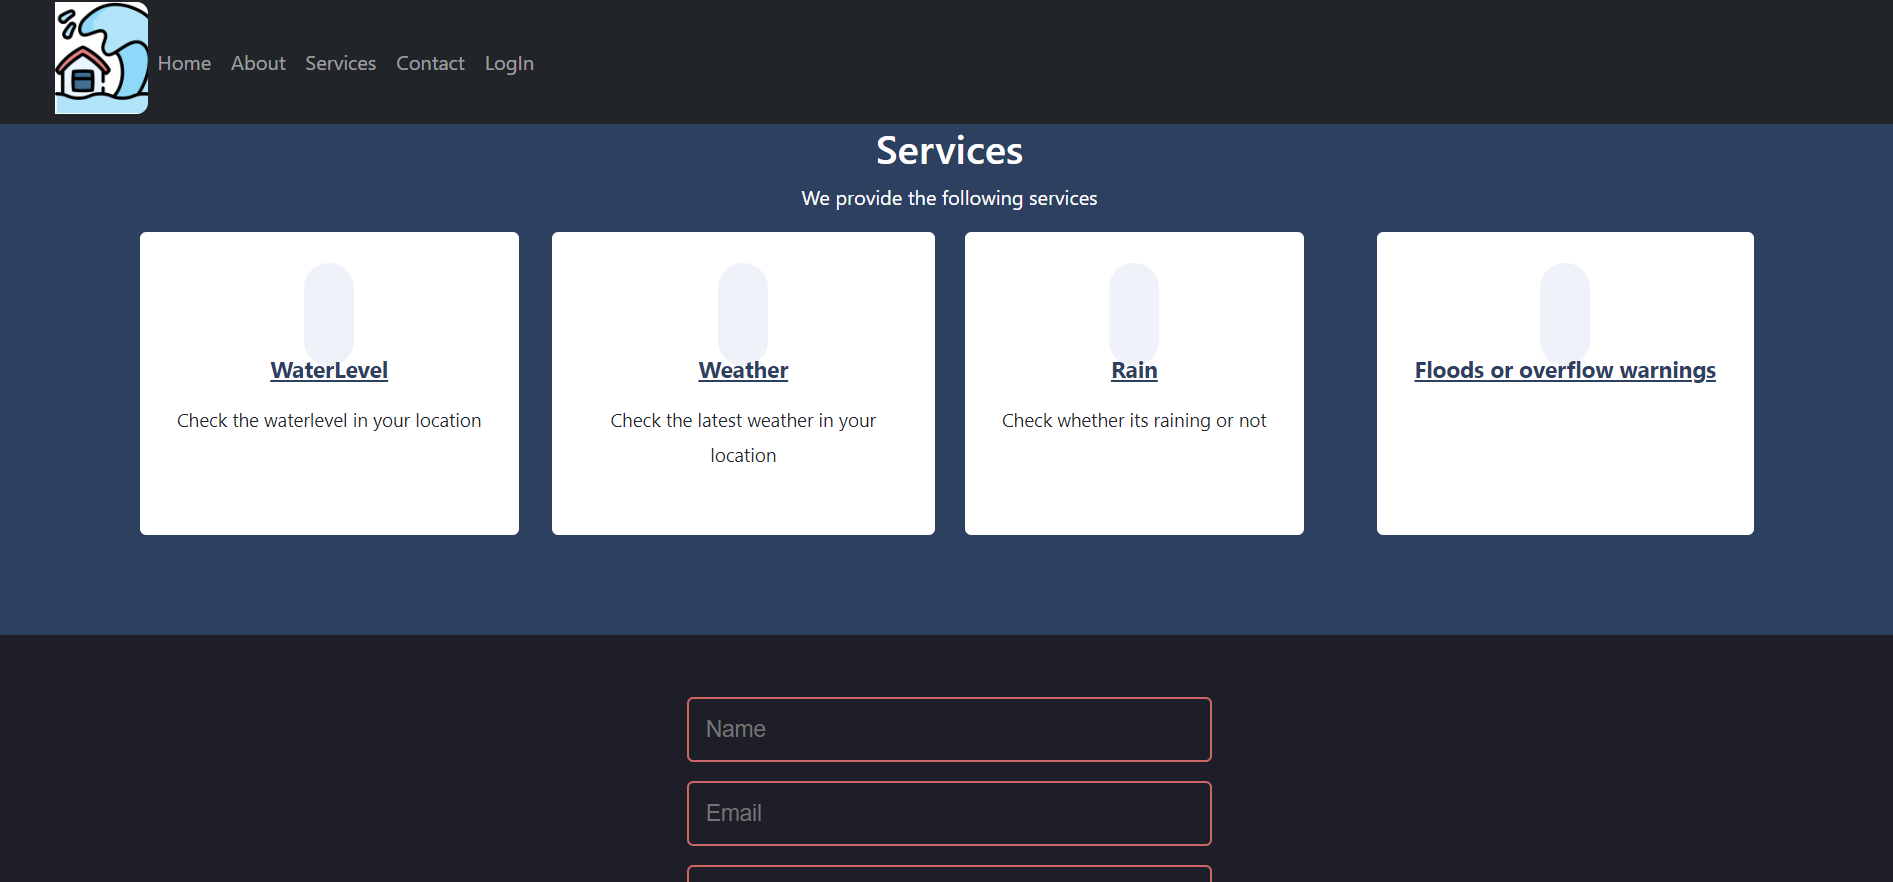 Home About Services Contact LogIn
Services
We provide the following services
WaterLevel
Check the waterlevel in your location
Weather
Check the latest weather in your
location
Rain
Check whether its raining or not
Floods or overflow warnings
Name
Email